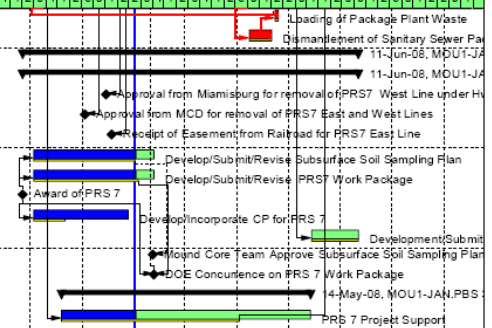 Loading of Package Plant Waste
Dismantlement of Sanitary Sewer Pac
11-Jun-08, MOU1-JA
11-Jun-08, MOU1-JA
Approval from Miamisburg for removal of PRS7 West Line under Hw
Approval from MCD for removal of PRS7 East and West Lines
Receipt of Easement from Railroad for PRS7 East Line
Develop/Submit/Revise Subsurface Soil Sampling Plan
Develop/Submit/Revise PRS7 Work Package
Award of PRS 7
Develop/Incorporate CP for PRS 7
Development/Submit
Mound Core Team Approve Subsurface Soil Sampling Plan
DOE Concurrence on PRS 7 Work Package
14-May-08, MOU1-JAN.PBS
PRS 7 Project Support